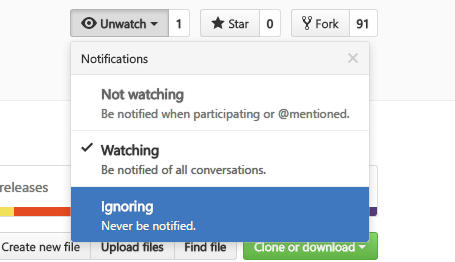 Unwatch 1 Star 0 Fork 91
Notifications
Not watching
Be notified when participating or @mentioned.
Watching
Be notified of all conversations.
releases
Ignoring
Never be notified.
Create new file Upload files Find file Clone or download